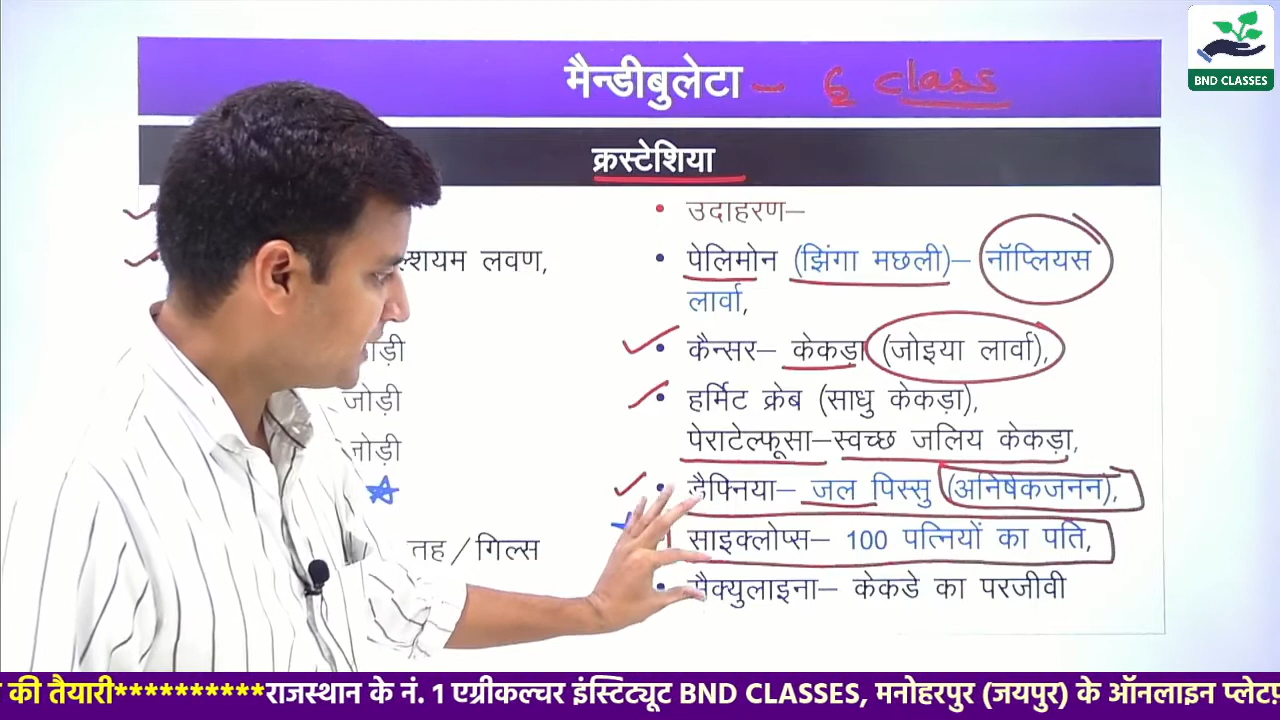 BND CLASSES
मैन्डीबुलेटा – 6 class
क्रस्टेशिया
ल्शयम लवण,
जोड़ी
जोड़ी
तह/गिल्स
• उदाहरण–
• पेलिमोन (झिंगा मछली)– नॉप्लियस
लार्वा,
• कैन्सर– केकड़ा (जोइया लार्वा),
• हर्मिट क्रेब (साधु केकड़ा),
पेराटेल्फूसा–स्वच्छ जलिय केकड़ा,
• डैफ्निया– जल पिस्सु (अनिषेकजनन),
साइक्लोप्स– 100 पत्नियों का पति,
• सैक्युलाइना– केकडे का परजीवी
की तैयारी**********राजस्थान के नं. 1 एग्रीकल्चर इंस्टिट्यूट BND CLASSES, मनोहरपुर (जयपुर) के ऑनलाइन प्लेटफ़